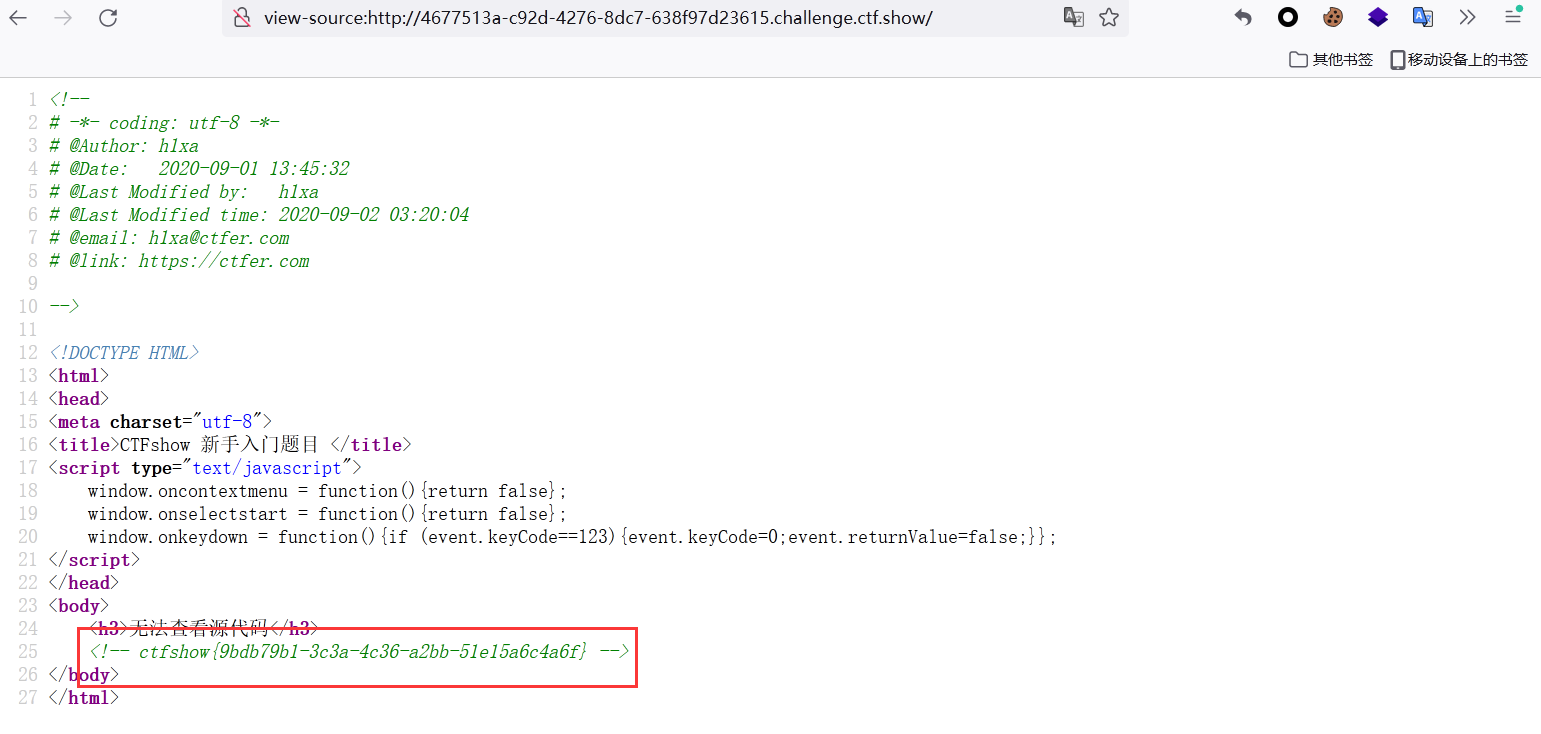 view-source:http://4677513a-c92d-4276-8dc7-638f97d23615.challenge.ctf.show/
其他书签 移动设备上的书签
1 <!--
2 # -*- coding: utf-8 -*-
3 # @Author: h1xa
4 # @Date:   2020-09-01 13:45:32
5 # @Last Modified by:   h1xa
6 # @Last Modified time: 2020-09-02 03:20:04
7 # @email: h1xa@ctfer.com
8 # @link: https://ctfer.com
9
10 -->
11
12 <!DOCTYPE HTML>
13 <html>
14 <head>
15 <meta charset="utf-8">
16 <title>CTFshow 新手入门题目 </title>
17 <script type="text/javascript">
18     window.oncontextmenu = function(){return false};
19     window.onselectstart = function(){return false};
20     window.onkeydown = function(){if (event.keyCode==123){event.keyCode=0;event.returnValue=false;}};
21 </script>
22 </head>
23 <body>
24     <h3>无法查看源代码</h3>
25     <!-- ctfshow{9bdb79b1-3c3a-4c36-a2bb-51e15a6c4a6f} -->
26 </body>
27 </html>